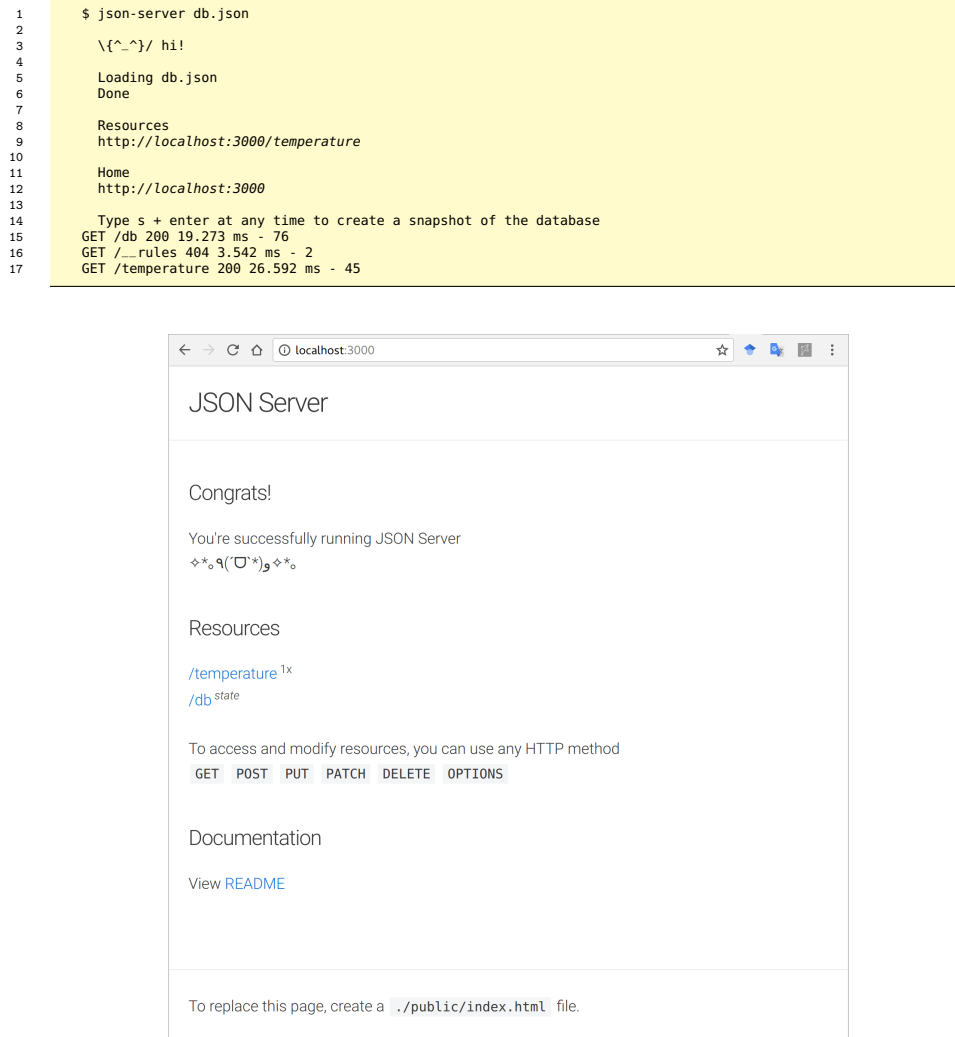 1 $ json-server db.json
2
3 \{^_^}/ hi!
4
5 Loading db.json
6 Done
7
8 Resources
9 http://localhost:3000/temperature
10
11 Home
12 http://localhost:3000
13
14 Type s + enter at any time to create a snapshot of the database
15 GET /db 200 19.273 ms - 76
16 GET /__rules 404 3.542 ms - 2
17 GET /temperature 200 26.592 ms - 45
localhost:3000
JSON Server
Congrats!
You're successfully running JSON Server
✧*｡٩(ˊᗜˋ*)و✧*｡
Resources
/temperature 1x
/db state
To access and modify resources, you can use any HTTP method
GET POST PUT PATCH DELETE OPTIONS
Documentation
View README
To replace this page, create a ./public/index.html file.